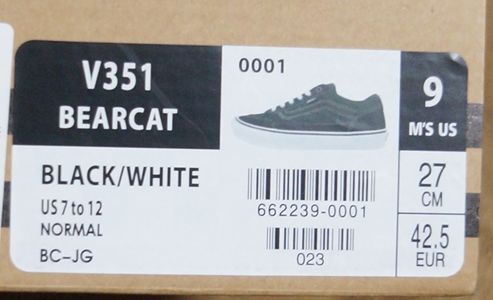 V351
BEARCAT
0001
9
M'S US
BLACK/WHITE
US 7 to 12
NORMAL
BC-JG
662239-0001
023
27
CM
42.5
EUR